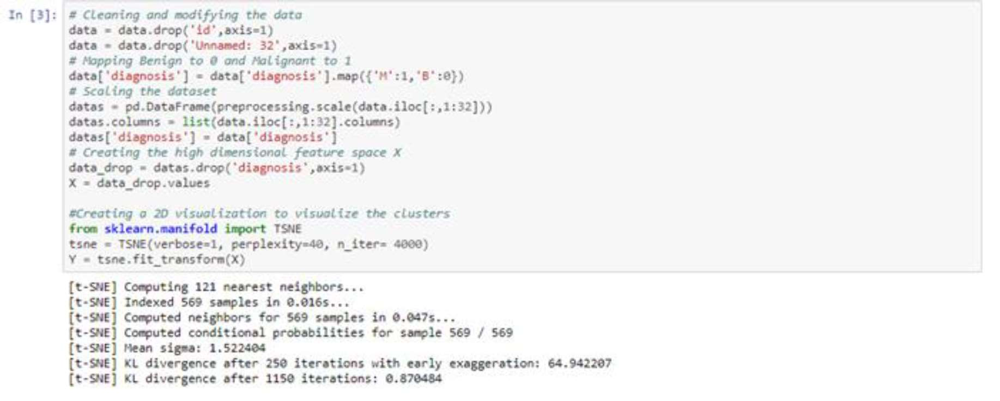 In [3]: # Cleaning and modifying the data
data = data.drop('id',axis=1)
data = data.drop('Unnamed: 32',axis=1)
# Mapping Benign to 0 and Malignant to 1
data['diagnosis'] = data['diagnosis'].map({'M':1,'B':0})
# Scaling the dataset
datas = pd.DataFrame(preprocessing.scale(data.iloc[:,1:32]))
datas.columns = list(data.iloc[:,1:32].columns)
datas['diagnosis'] = data['diagnosis']
# Creating the high dimensional feature space X
data_drop = datas.drop('diagnosis',axis=1)
X = data_drop.values
#Creating a 2D visualization to visualize the clusters
from sklearn.manifold import TSNE
tsne = TSNE(verbose=1, perplexity=40, n_iter= 4000)
Y = tsne.fit_transform(X)
[t-SNE] Computing 121 nearest neighbors...
[t-SNE] Indexed 569 samples in 0.016s...
[t-SNE] Computed neighbors for 569 samples in 0.047s...
[t-SNE] Computed conditional probabilities for sample 569 / 569
[t-SNE] Mean sigma: 1.522404
[t-SNE] KL divergence after 250 iterations with early exaggeration: 64.942207
[t-SNE] KL divergence after 1150 iterations: 0.870484